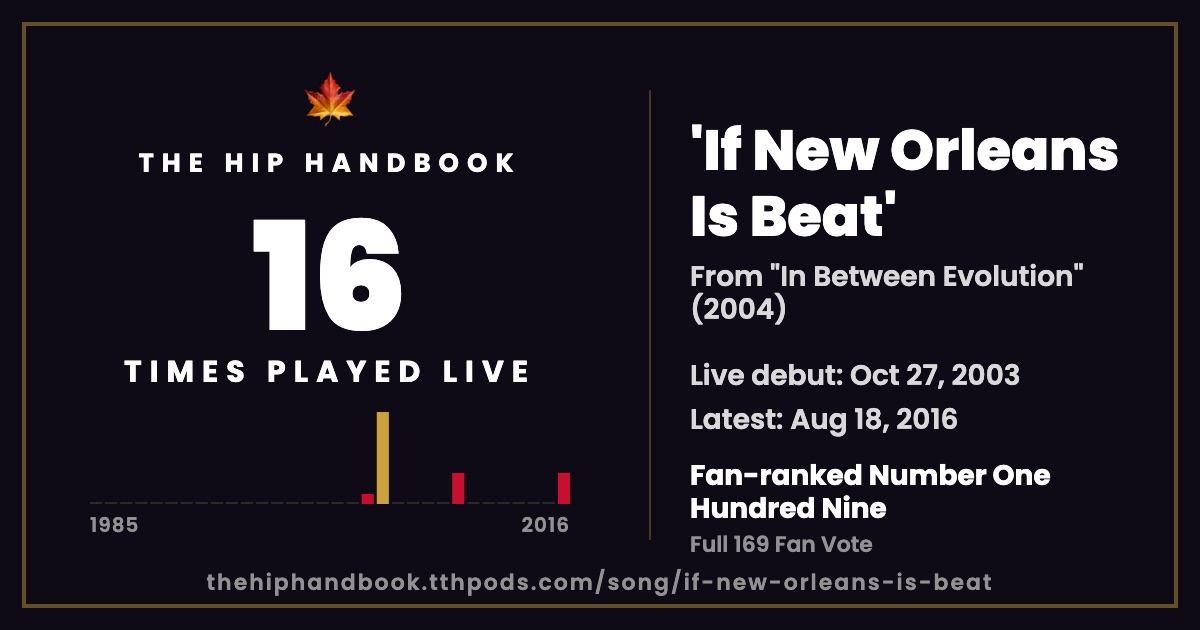 THE HIP HANDBOOK
16
TIMES PLAYED LIVE
1985
2016
'If New Orleans
Is Beat'
From "In Between Evolution"
(2004)
Live debut: Oct 27, 2003
Latest: Aug 18, 2016
Fan-ranked Number One
Hundred Nine
Full 169 Fan Vote
thehiphandbook.tthpods.com/song/if-new-orleans-is-beat